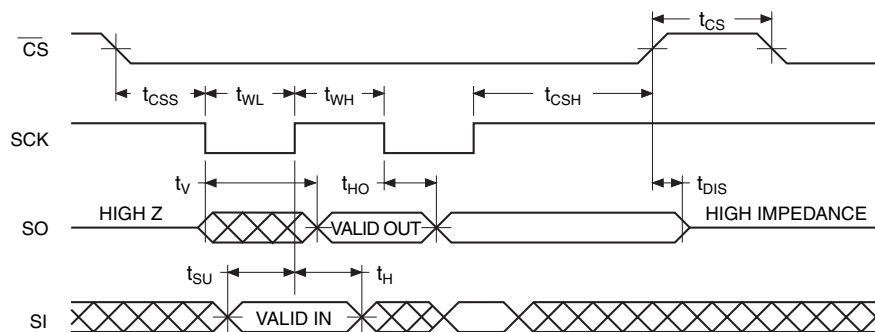 CS tCS
tCSS tWL tWH tCSH
SCK
tV tHO tDIS
HIGH Z VALID OUT HIGH IMPEDANCE
SO
tSU tH
SI VALID IN